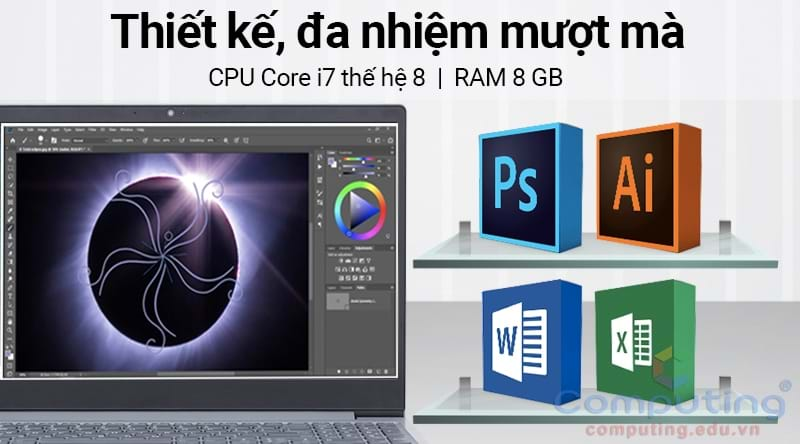 Thiết kế, đa nhiệm mượt mà
CPU Core i7 thế hệ 8 | RAM 8 GB
Ps
Ai
W
X
Computing
computing.edu.vn